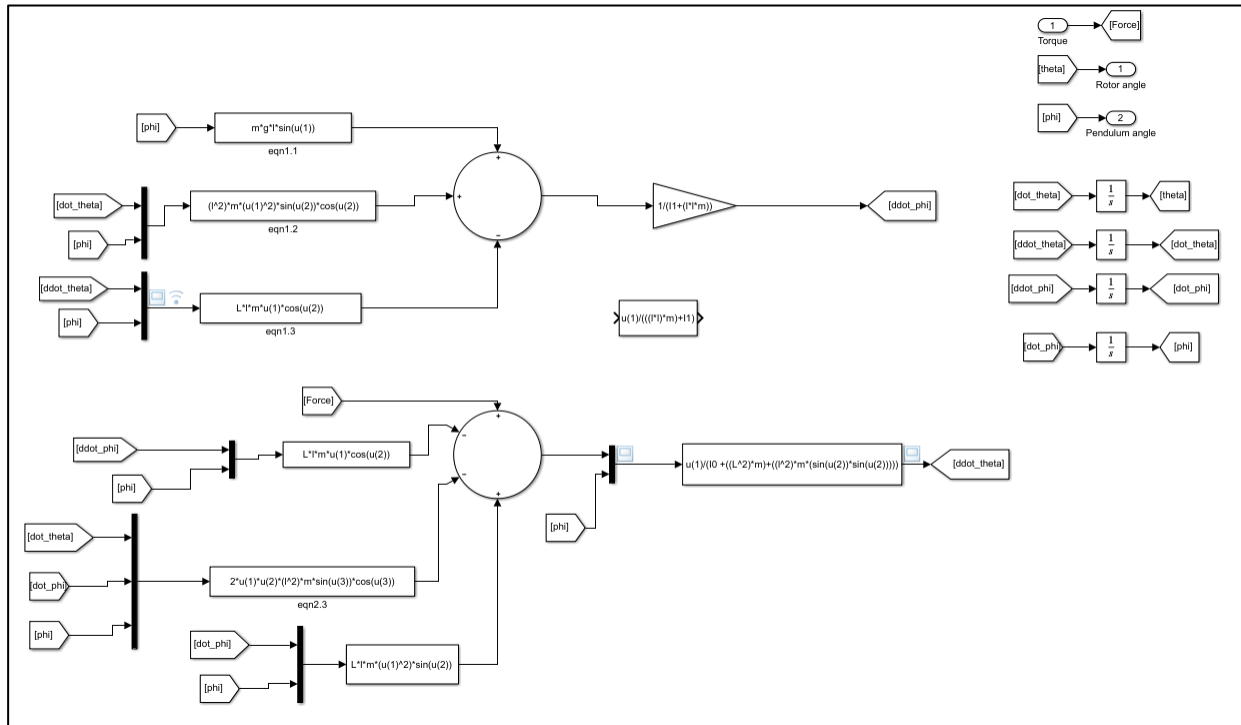 1
Torque
[Force]
[theta]
1
Rotor angle
[phi]
2
Pendulum angle
[phi]
m*g*l*sin(u(1))
eqn1.1
+
[dot_theta]
[phi]
(l^2)*m*(u(1)^2)*sin(u(2))*cos(u(2))
eqn1.2
+
1/(I1+(l*l*m))
[ddot_phi]
−
[ddot_theta]
[phi]
L*l*m*u(1)*cos(u(2))
eqn1.3
u(1)/(((l*l)*m)+I1)
[dot_theta]
1
s
[theta]
[ddot_theta]
1
s
[dot_theta]
[ddot_phi]
1
s
[dot_phi]
[dot_phi]
1
s
[phi]
[Force]
+
[ddot_phi]
[phi]
L*l*m*u(1)*cos(u(2))
−
−
+
[phi]
u(1)/(I0 +((L^2)*m)+((l^2)*m*(sin(u(2))*sin(u(2)))))
[ddot_theta]
[dot_theta]
[dot_phi]
[phi]
2*u(1)*u(2)*(l^2)*m*sin(u(3))*cos(u(3))
eqn2.3
[dot_phi]
[phi]
L*l*m*(u(1)^2)*sin(u(2))